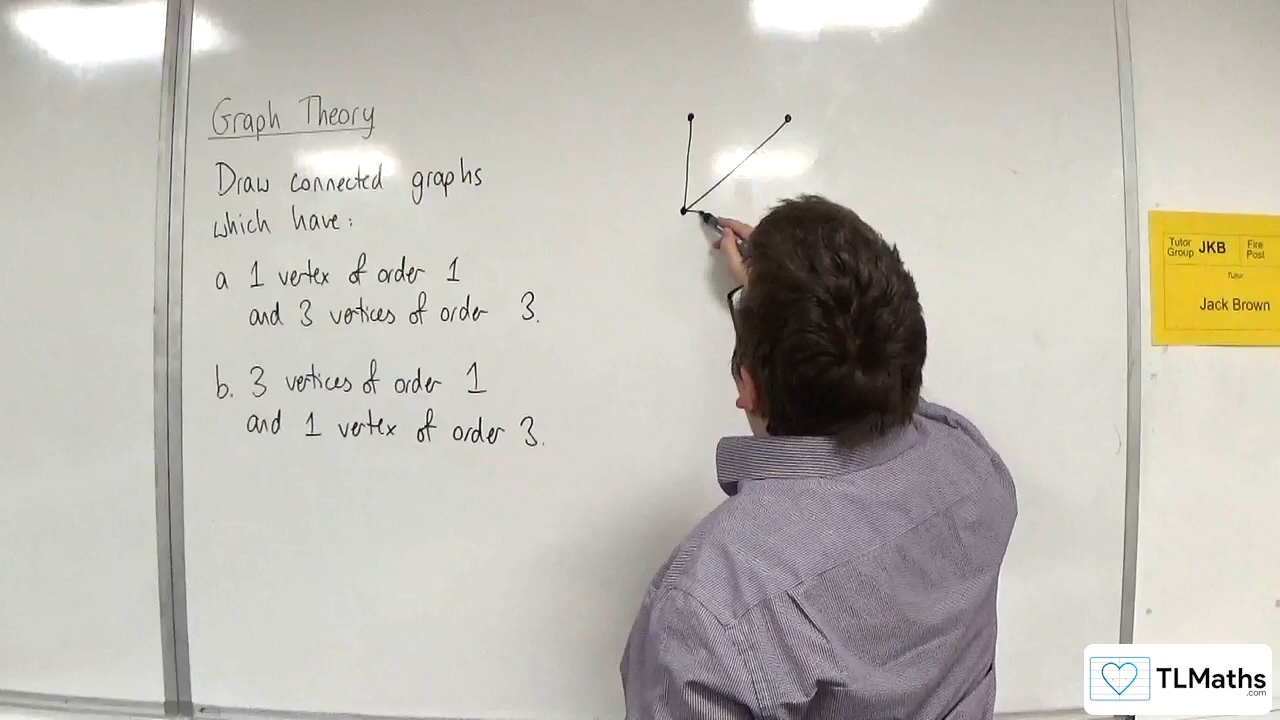 Graph Theory
Draw connected graphs
which have:
a 1 vertex of order 1
and 3 vertices of order 3.
b. 3 vertices of order 1
and 1 vertex of order 3.
Tutor
Group
JKB
Fire
Post
Tutor
Jack Brown
TLMaths
.com